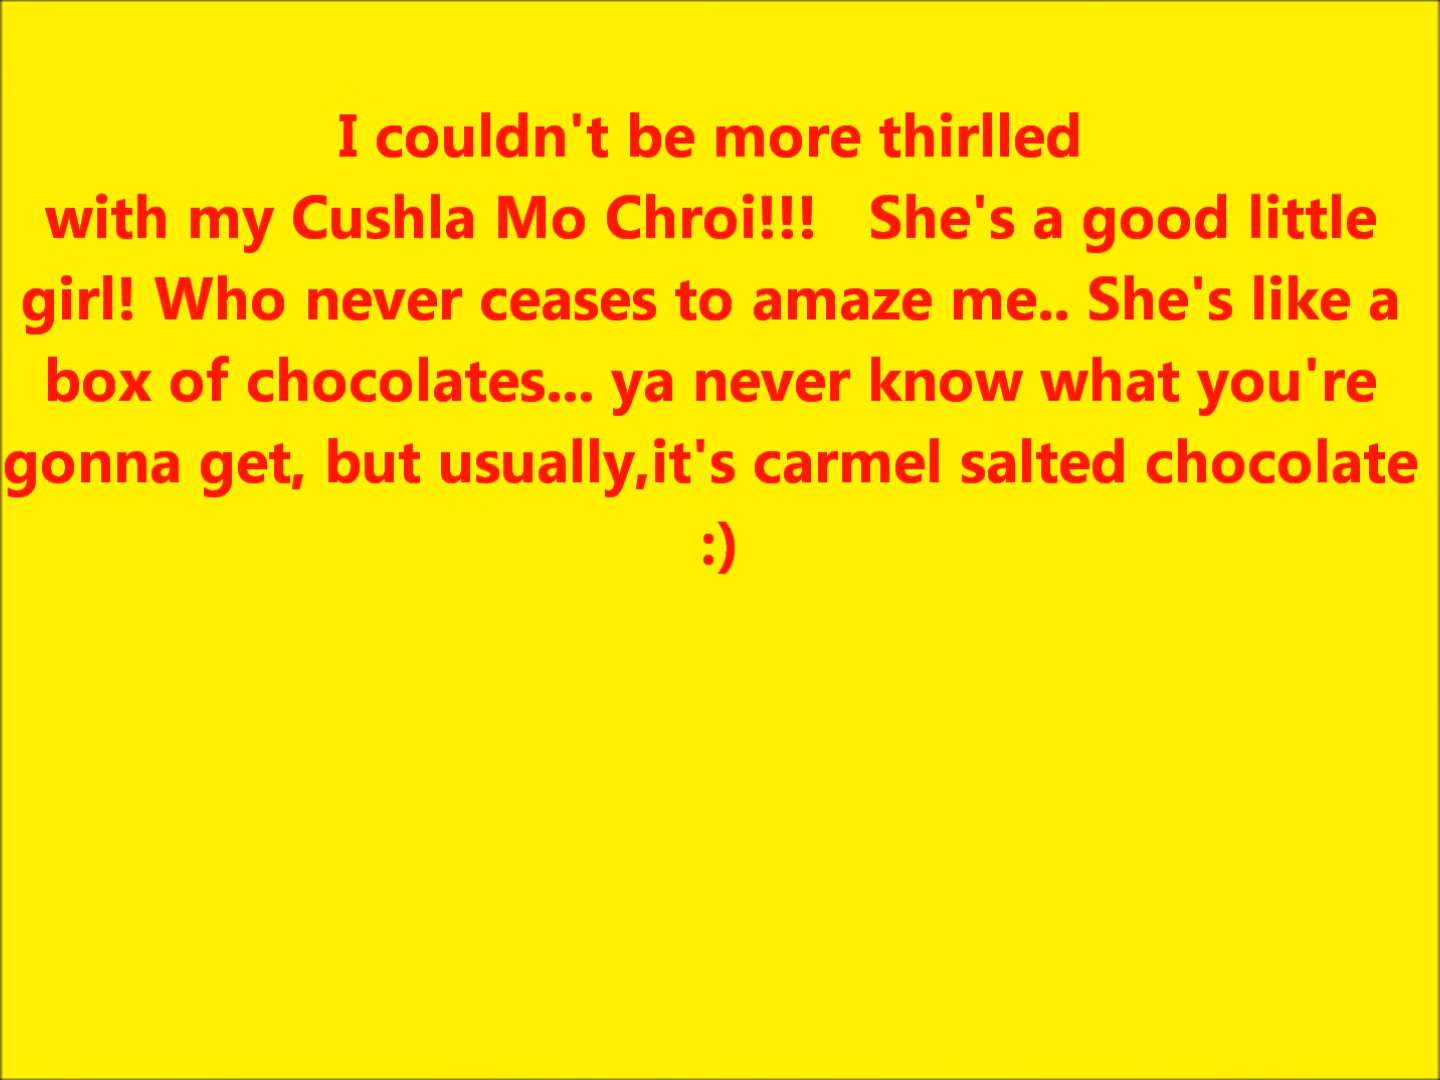 I couldn't be more thirlled
with my Cushla Mo Chroi!!!   She's a good little
girl! Who never ceases to amaze me.. She's like a
box of chocolates... ya never know what you're
gonna get, but usually,it's carmel salted chocolate
:)